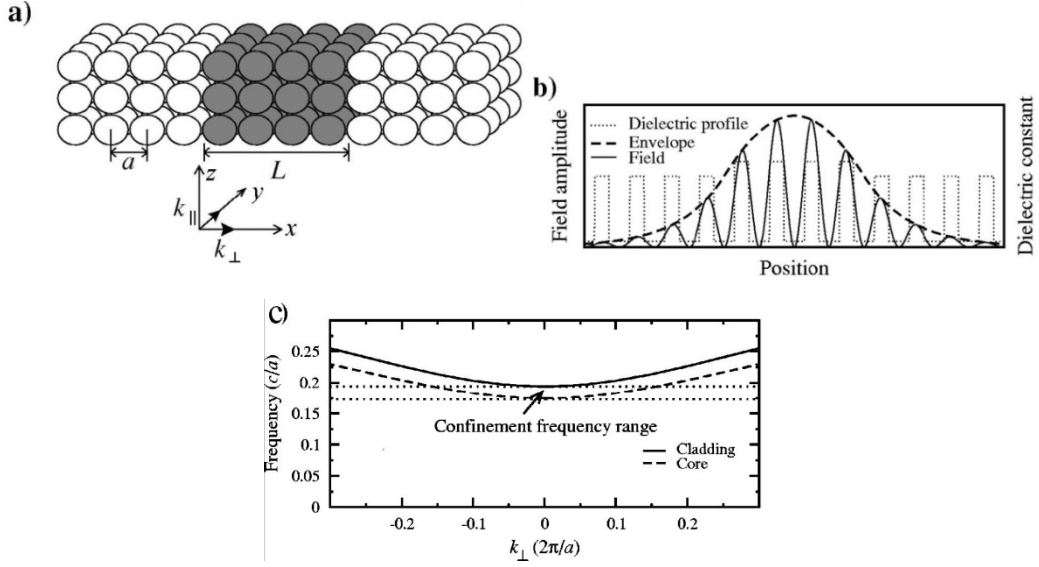 a)
a
L
z
y
k∥
x
k⊥
b)
Dielectric profile
Envelope
Field
Field amplitude
Dielectric constant
Position
c)
0.25
0.2
0.15
0.1
0.05
0
Frequency (c/a)
Confinement frequency range
Cladding
Core
-0.2 -0.1 0 0.1 0.2
k⊥ (2π/a)